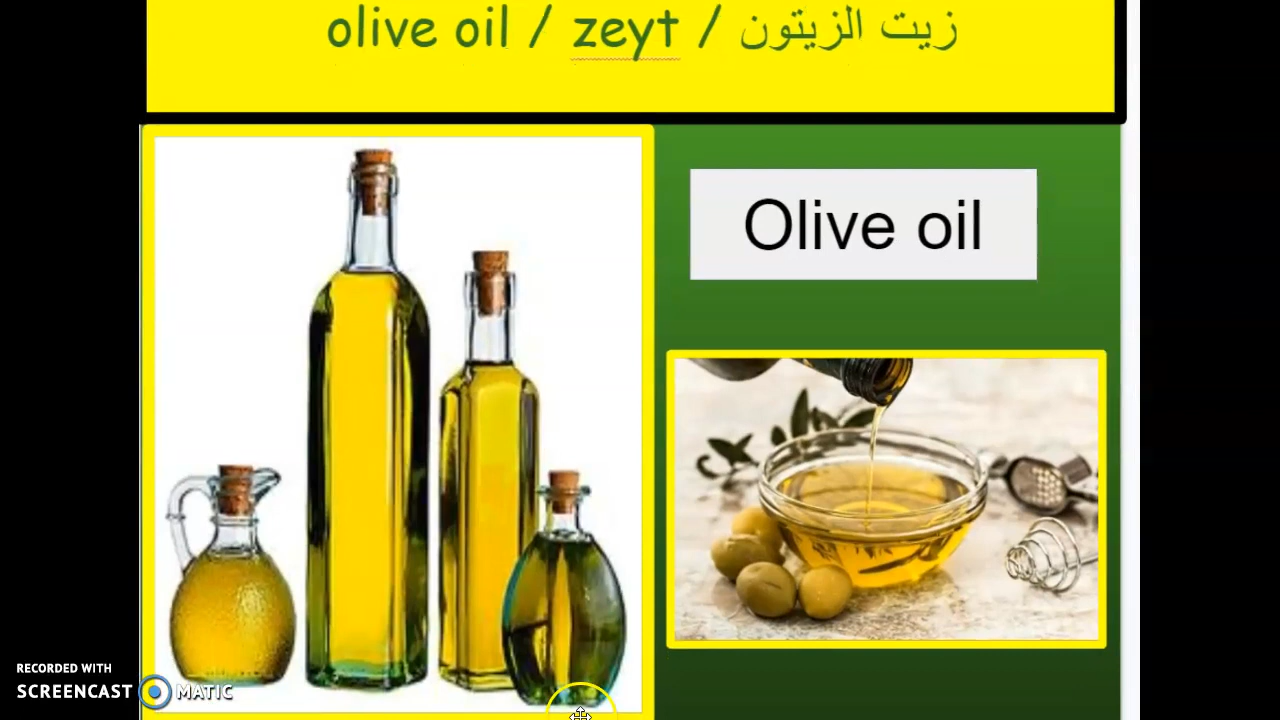 olive oil / zeyt / زيت الزيتون
Olive oil
RECORDED WITH
SCREENCAST MATIC